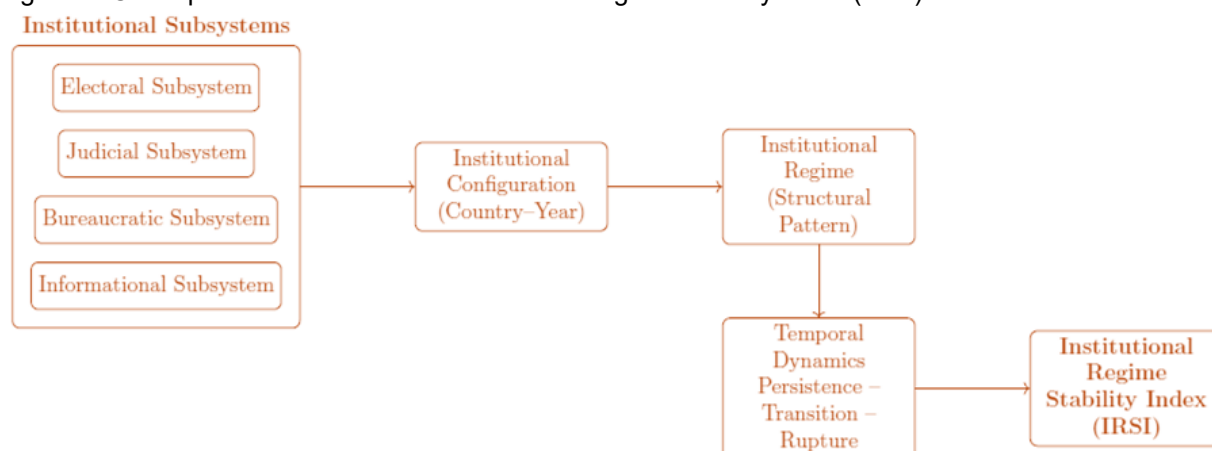 Institutional Subsystems
Electoral Subsystem
Judicial Subsystem
Bureaucratic Subsystem
Informational Subsystem
Institutional
Configuration
(Country–Year)
Institutional
Regime
(Structural
Pattern)
Temporal
Dynamics
Persistence –
Transition –
Rupture
Institutional
Regime
Stability Index
(IRSI)